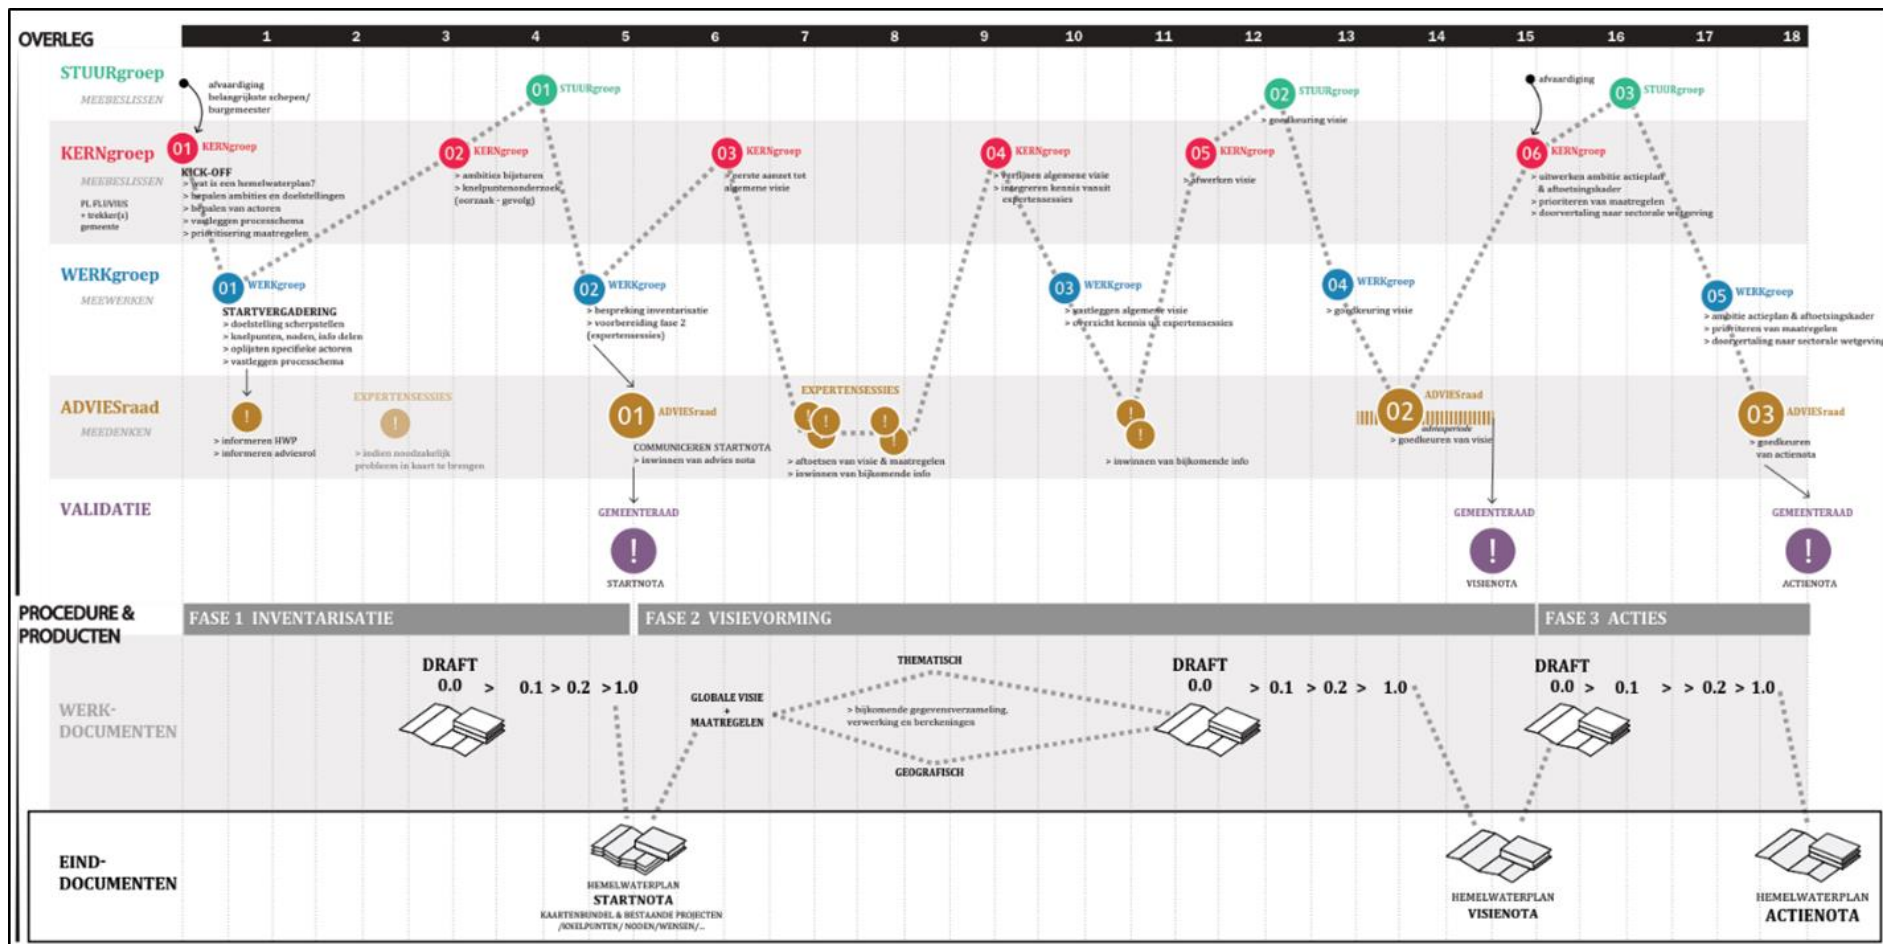 OVERLEG
1 2 3 4 5 6 7 8 9 10 11 12 13 14 15 16 17 18
STUURgroep
MEEBESLISSEN
afvaardiging
belangrijkste schepen/
burgemeester
01 STUURgroep
02 STUURgroep
> goedkeuring visie
afvaardiging
03 STUURgroep
KERNgroep
MEEBESLISSEN
PL FLUVIUS
+ trekker(s)
gemeente
01 KERNgroep
KICK-OFF
> wat is een hemelwaterplan?
> bepalen ambities en doelstellingen
> bepalen van actoren
> vastleggen processchema
> prioritisering maatregelen
02 KERNgroep
> ambities bijsturen
> knelpuntenonderzoek
(oorzaak - gevolg)
03 KERNgroep
> eerste aanzet tot
algemene visie
04 KERNgroep
> verfijnen algemene visie
> integreren kennis vanuit
expertensessies
05 KERNgroep
> afwerken visie
06 KERNgroep
> uitwerken ambitie actieplan
& aftoetsingskader
> prioriteren van maatregelen
> doorvertaling naar sectorale wetgeving
WERKgroep
MEEWERKEN
01 WERKgroep
STARTVERGADERING
> doelstelling scherpstellen
> knelpunten, noden, info delen
> oplijsten specifieke actoren
> vastleggen processchema
02 WERKgroep
> bespreking inventarisatie
> voorbereiding fase 2
(expertensessies)
03 WERKgroep
> vastleggen algemene visie
> overzicht kennis uit expertensessies
04 WERKgroep
> goedkeuring visie
05 WERKgroep
> ambitie actieplan & aftoetsingskader
> prioriteren van maatregelen
> doorvertaling naar sectorale wetgeving
ADVIESraad
MEEDENKEN
!
> informeren HWP
> informeren adviesrol
EXPERTENSESSIES
!
> indien noodzakelijk
probleem in kaart te brengen
01 ADVIESraad
COMMUNICEREN STARTNOTA
> inwinnen van advies nota
EXPERTENSESSIES
! ! ! ! !
> aftoetsen van visie & maatregelen
> inwinnen van bijkomende info
! !
> inwinnen van bijkomende info
02 ADVIESraad
adviesperiode
> goedkeuren van visie
03 ADVIESraad
> goedkeuren
van actienota
VALIDATIE
GEMEENTERAAD
!
STARTNOTA
GEMEENTERAAD
!
VISIENOTA
GEMEENTERAAD
!
ACTIENOTA
PROCEDURE &
PRODUCTEN
FASE 1 INVENTARISATIE
FASE 2 VISIEVORMING
FASE 3 ACTIES
WERK-
DOCUMENTEN
DRAFT
0.0 > 0.1 > 0.2 > 1.0
GLOBALE VISIE
+
MAATREGELEN
THEMATISCH
> bijkomende gegevensverzameling,
verwerking en berekeningen
GEOGRAFISCH
DRAFT
0.0 > 0.1 > 0.2 > 1.0
DRAFT
0.0 > 0.1 > > 0.2 > 1.0
EIND-
DOCUMENTEN
HEMELWATERPLAN
STARTNOTA
KAARTENBUNDEL & BESTAANDE PROJECTEN
/KNELPUNTEN/ NODEN/WENSEN/...
HEMELWATERPLAN
VISIENOTA
HEMELWATERPLAN
ACTIENOTA